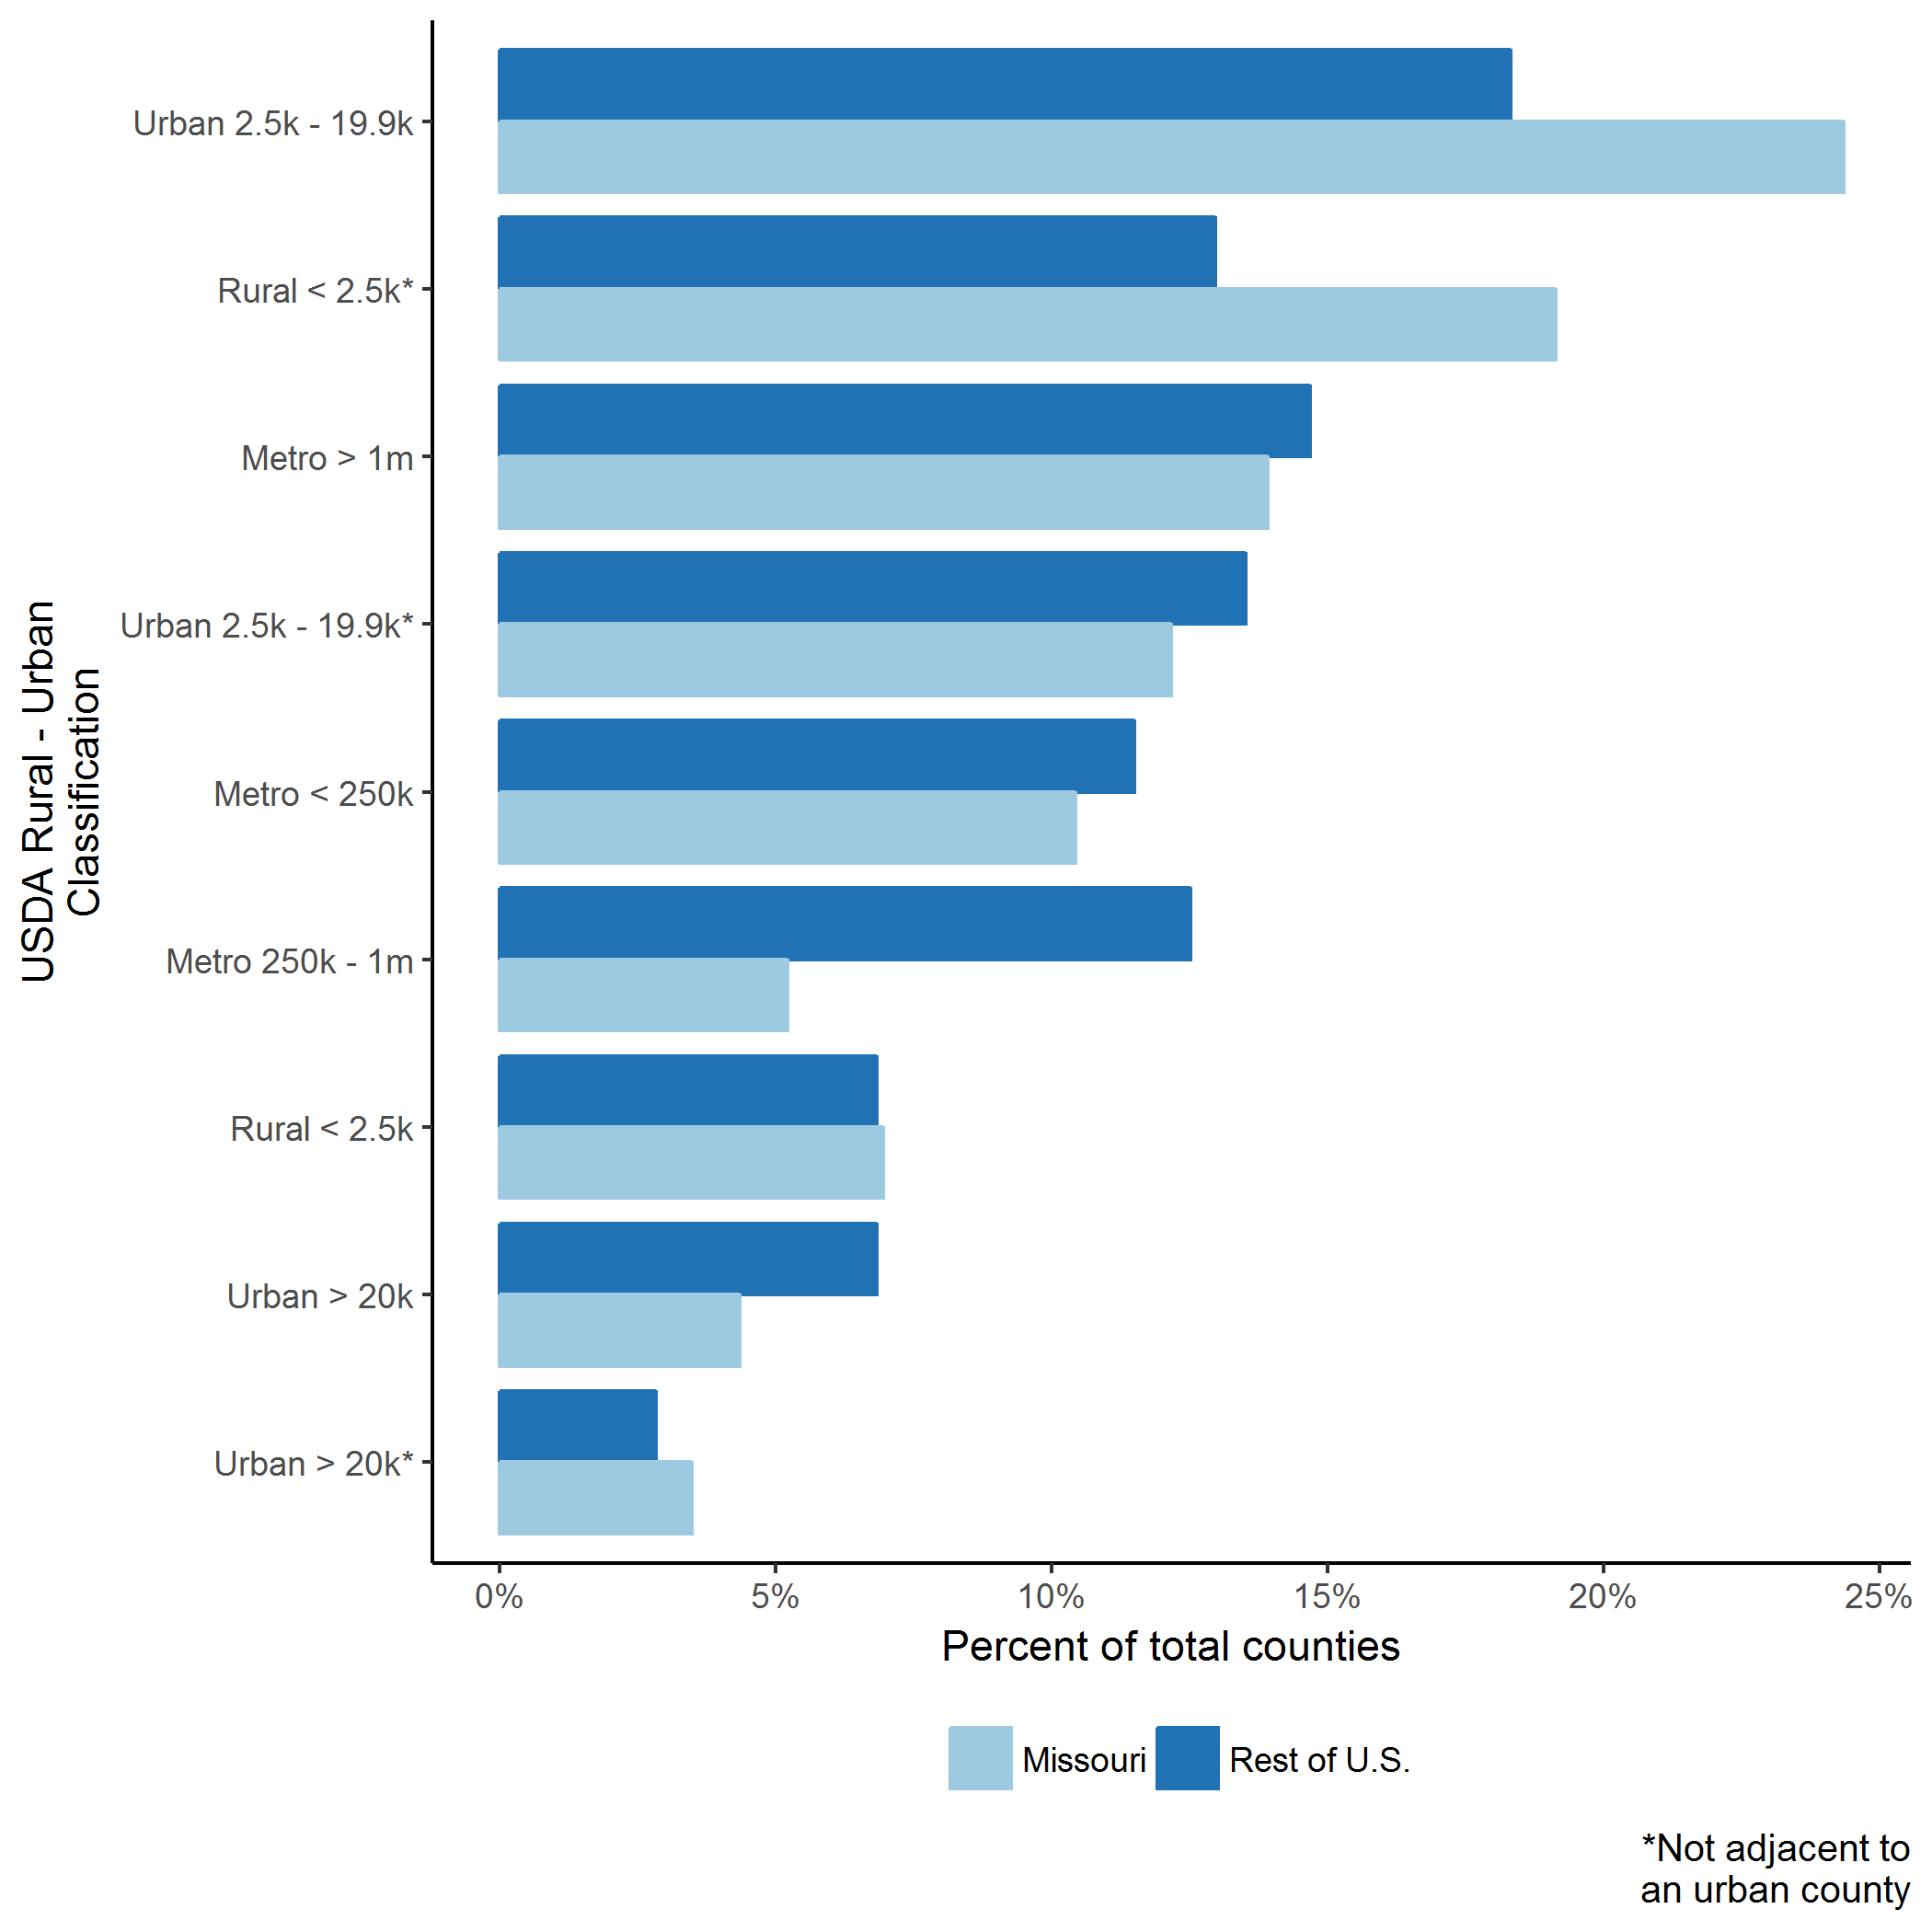 USDA Rural - Urban
Classification
Urban 2.5k - 19.9k
Rural < 2.5k*
Metro > 1m
Urban 2.5k - 19.9k*
Metro < 250k
Metro 250k - 1m
Rural < 2.5k
Urban > 20k
Urban > 20k*
0% 5% 10% 15% 20% 25%
Percent of total counties
Missouri Rest of U.S.
*Not adjacent to
an urban county